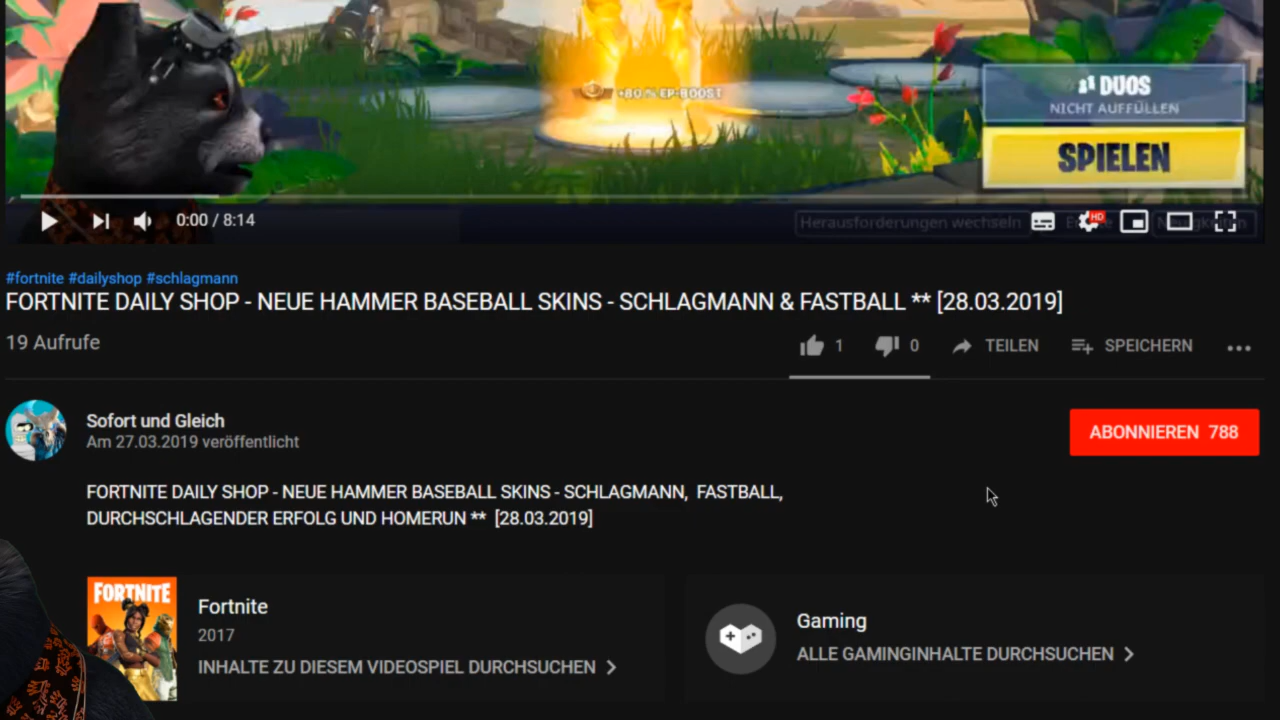 +80 % EP-BOOST
DUOS
NICHT AUFFÜLLEN
SPIELEN
0:00 / 8:14
Herausforderungen wechseln
HD
#fortnite #dailyshop #schlagmann
FORTNITE DAILY SHOP - NEUE HAMMER BASEBALL SKINS - SCHLAGMANN & FASTBALL ** [28.03.2019]
19 Aufrufe
1
0
TEILEN
SPEICHERN
Sofort und Gleich
Am 27.03.2019 veröffentlicht
ABONNIEREN 788
FORTNITE DAILY SHOP - NEUE HAMMER BASEBALL SKINS - SCHLAGMANN, FASTBALL,
DURCHSCHLAGENDER ERFOLG UND HOMERUN ** [28.03.2019]
FORTNITE
Fortnite
2017
INHALTE ZU DIESEM VIDEOSPIEL DURCHSUCHEN
Gaming
ALLE GAMINGINHALTE DURCHSUCHEN